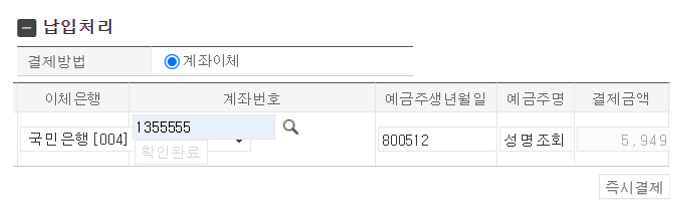 납입처리
결제방법 계좌이체
이체은행 계좌번호 예금주생년월일 예금주명 결제금액
국민은행 [004] 1355555 800512 성명조회 5,949
확인완료
즉시결제